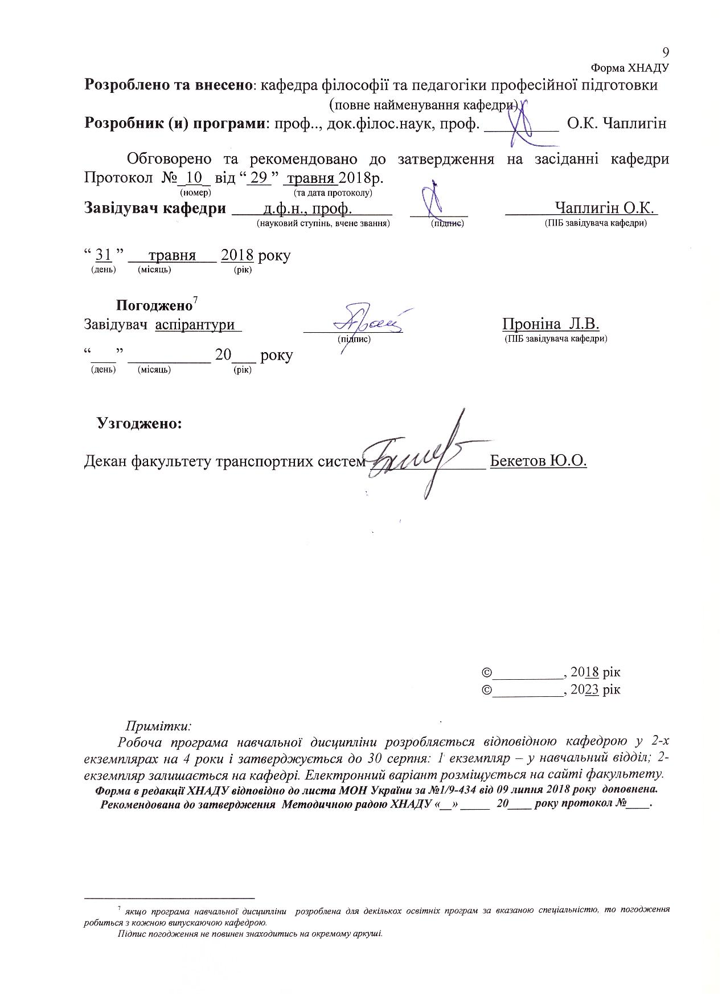 9
Форма ХНАДУ
Розроблено та внесено: кафедра філософії та педагогіки професійної підготовки
(повне найменування кафедри)
Розробник (и) програми: проф.., док.філос.наук, проф. _________ О.К. Чаплигін
Обговорено та рекомендовано до затвердження на засіданні кафедри
Протокол №_10_ від “_29_” травня 2018р.
(номер) (та дата протоколу)
Завідувач кафедри ____д.ф.н., проф._____ _______ ______Чаплигін О.К.
(науковий ступінь, вчене звання) (підпис) (ПІБ завідувача кафедри)
“ 31 ” ___травня___ 2018 року
(день) (місяць) (рік)
Погоджено7
Завідувач аспірантури ____________ Проніна Л.В.
(підпис) (ПІБ завідувача кафедри)
“___” __________ 20___ року
(день) (місяць) (рік)
Узгоджено:
Декан факультету транспортних систем ______________ Бекетов Ю.О.
©__________, 2018 рік
©__________, 2023 рік
Примітки:
Робоча програма навчальної дисципліни розробляється відповідною кафедрою у 2-х
екземплярах на 4 роки і затверджується до 30 серпня: 1 екземпляр – у навчальний відділ; 2-
екземпляр залишається на кафедрі. Електронний варіант розміщується на сайті факультету.
Форма в редакції ХНАДУ відповідно до листа МОН України за №1/9-434 від 09 липня 2018 року доповнена.
Рекомендована до затвердження Методичною радою ХНАДУ «__» _____ 20____ року протокол №____.
7 якщо програма навчальної дисципліни розроблена для декількох освітніх програм за вказаною спеціальністю, то погодження
робиться з кожною випускаючою кафедрою.
Підпис погодження не повинен знаходитись на окремому аркуші.